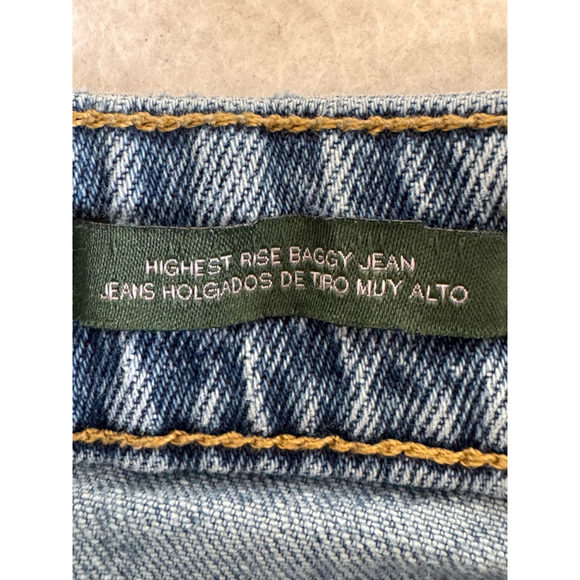 HIGHEST RISE BAGGY JEAN
JEANS HOLGADOS DE TIRO MUY ALTO